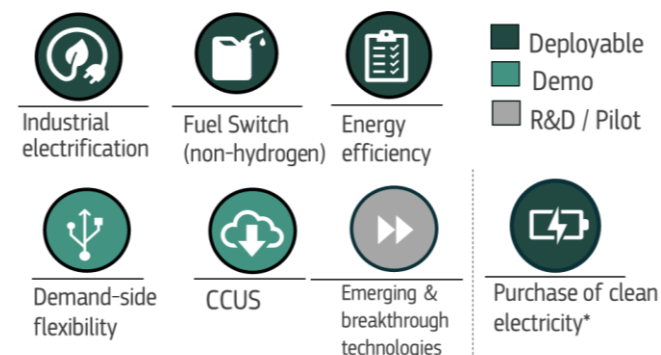 Deployable
Demo
R&D / Pilot
Industrial
electrification
Fuel Switch
(non-hydrogen)
Energy
efficiency
Demand-side
flexibility
CCUS
Emerging &
breakthrough
technologies
Purchase of clean
electricity*